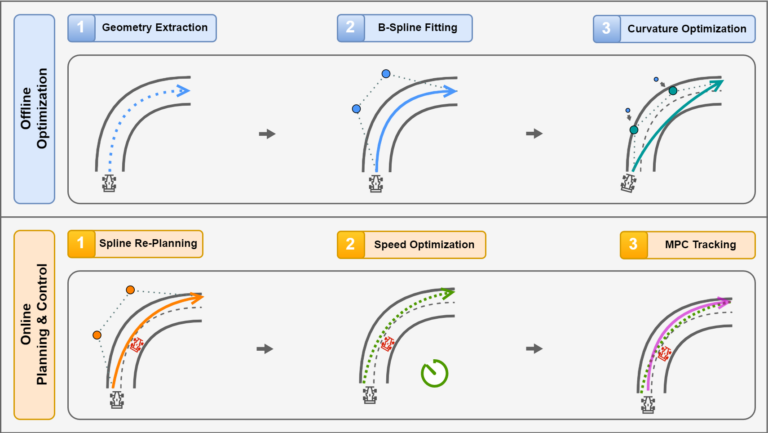 Offline
Optimization
1 Geometry Extraction
2 B-Spline Fitting
3 Curvature Optimization
Online
Planning & Control
1 Spline Re-Planning
2 Speed Optimization
3 MPC Tracking